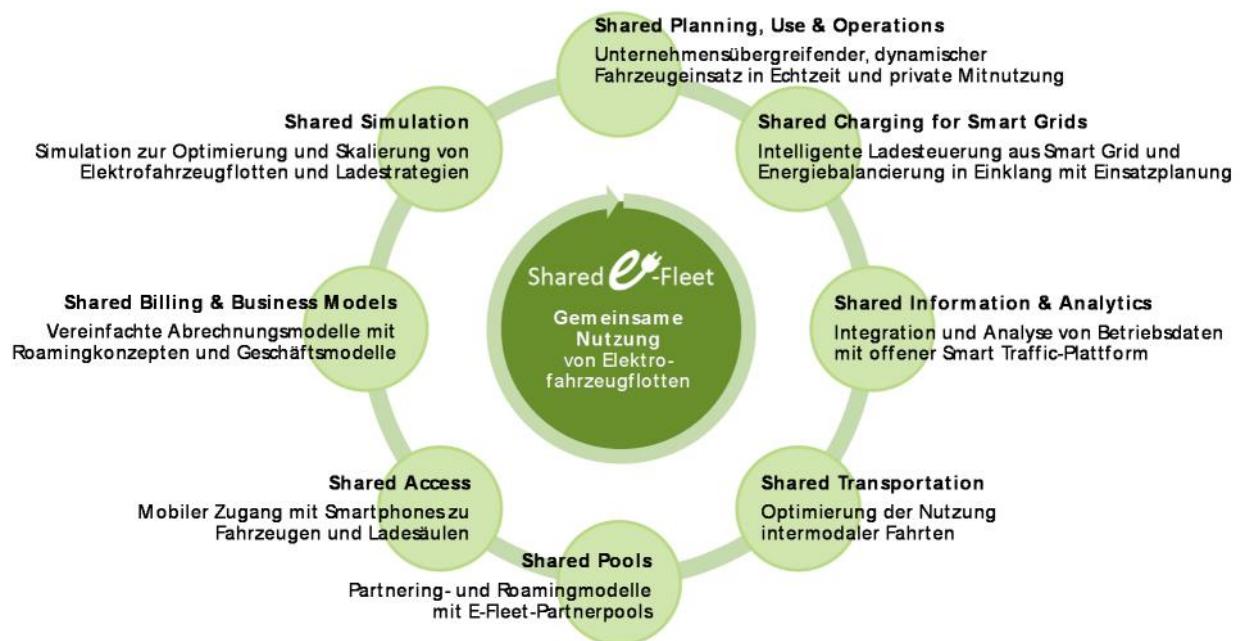 Shared Planning, Use & Operations
Unternehmensübergreifender, dynamischer
Fahrzeugeinsatz in Echtzeit und private Mitnutzung
Shared Charging for Smart Grids
Intelligente Ladesteuerung aus Smart Grid und
Energiebalancierung in Einklang mit Einsatzplanung
Shared Information & Analytics
Integration und Analyse von Betriebsdaten
mit offener Smart Traffic-Plattform
Shared Transportation
Optimierung der Nutzung
intermodaler Fahrten
Shared Pools
Partnering- und Roamingmodelle
mit E-Fleet-Partnerpools
Shared Access
Mobiler Zugang mit Smartphones zu
Fahrzeugen und Ladesäulen
Shared Billing & Business Models
Vereinfachte Abrechnungsmodelle mit
Roamingkonzepten und Geschäftsmodelle
Shared Simulation
Simulation zur Optimierung und Skalierung von
Elektrofahrzeugflotten und Ladestrategien
Shared e-Fleet
Gemeinsame
Nutzung
von Elektro-
fahrzeugflotten